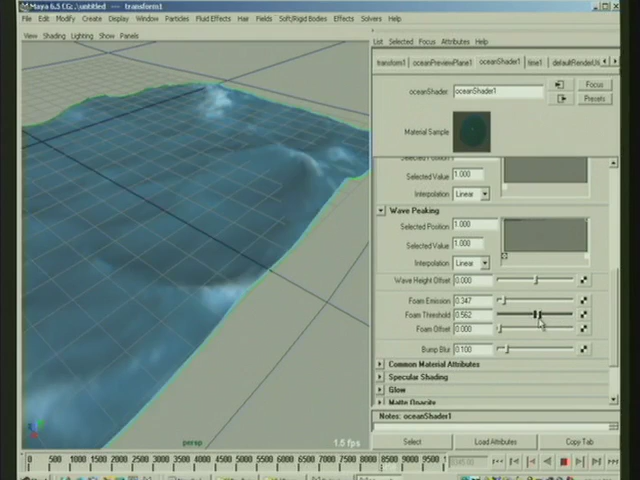 Maya 6.5 : untitled --- transform1
File Edit Modify Create Display Window Particles Fluid Effects Hair Fields Soft/Rigid Bodies Effects Solvers Help
View Shading Lighting Show Panels
List Selected Focus Attributes Help
transform1 oceanPreviewPlane1 oceanShader1 time1
oceanShader: oceanShader1 Focus
Presets
Material Sample
Selected Position
Selected Value 1.000
Interpolation Linear
Wave Peaking
Selected Position 1.000
Selected Value 1.000
Interpolation Linear
Wave Height Offset 0.000
Foam Emission 0.347
Foam Threshold 0.562
Foam Offset 0.000
Bump Blur 0.100
Common Material Attributes
Specular Shading
Glow
Matte Opacity
Notes: oceanShader1
persp 1.5 fps
Select Load Attributes Copy Tab
0 500 1000 1500 2000 2500 3000 3500 4000 4500 5000 5500 6000 6500 7000 7500 8000 8500 9000 9500 1